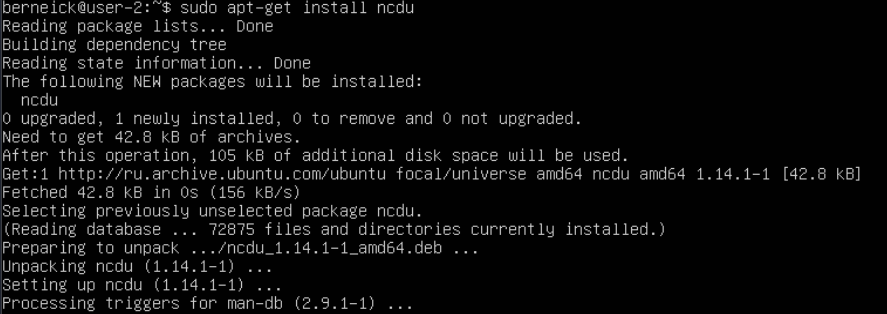 berneick@user-2:~$ sudo apt-get install ncdu
Reading package lists... Done
Building dependency tree
Reading state information... Done
The following NEW packages will be installed:
  ncdu
0 upgraded, 1 newly installed, 0 to remove and 0 not upgraded.
Need to get 42.8 kB of archives.
After this operation, 105 kB of additional disk space will be used.
Get:1 http://ru.archive.ubuntu.com/ubuntu focal/universe amd64 ncdu amd64 1.14.1-1 [42.8 kB]
Fetched 42.8 kB in 0s (156 kB/s)
Selecting previously unselected package ncdu.
(Reading database ... 72875 files and directories currently installed.)
Preparing to unpack .../ncdu_1.14.1-1_amd64.deb ...
Unpacking ncdu (1.14.1-1) ...
Setting up ncdu (1.14.1-1) ...
Processing triggers for man-db (2.9.1-1) ...